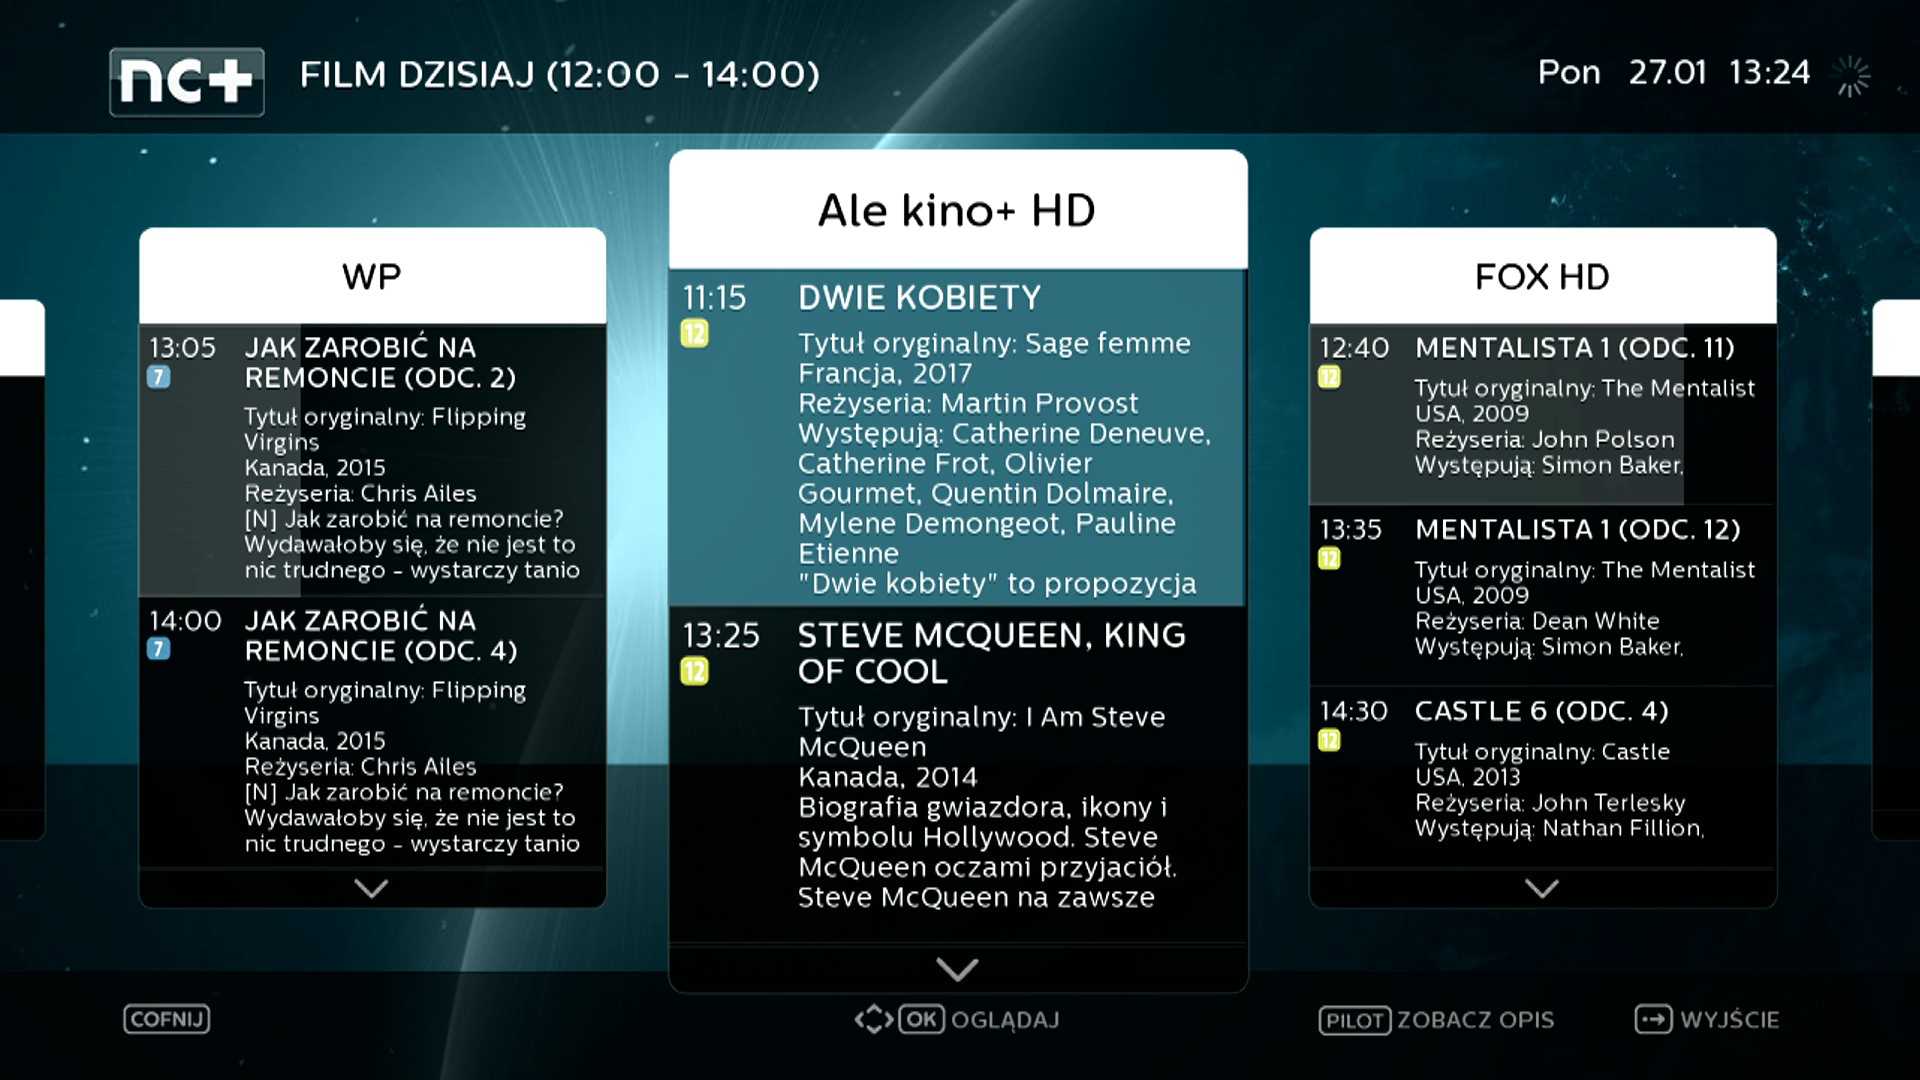 nc+
FILM DZISIAJ (12:00 - 14:00)
Pon 27.01 13:24
WP
13:05 JAK ZAROBIĆ NA
7 REMONCIE (ODC. 2)
Tytuł oryginalny: Flipping
Virgins
Kanada, 2015
Reżyseria: Chris Ailes
[N] Jak zarobić na remoncie?
Wydawałoby się, że nie jest to
nic trudnego - wystarczy tanio
14:00 JAK ZAROBIĆ NA
7 REMONCIE (ODC. 4)
Tytuł oryginalny: Flipping
Virgins
Kanada, 2015
Reżyseria: Chris Ailes
[N] Jak zarobić na remoncie?
Wydawałoby się, że nie jest to
nic trudnego - wystarczy tanio
Ale kino+ HD
11:15 DWIE KOBIETY
12
Tytuł oryginalny: Sage femme
Francja, 2017
Reżyseria: Martin Provost
Występują: Catherine Deneuve,
Catherine Frot, Olivier
Gourmet, Quentin Dolmaire,
Mylene Demongeot, Pauline
Etienne
"Dwie kobiety" to propozycja
13:25 STEVE MCQUEEN, KING
12 OF COOL
Tytuł oryginalny: I Am Steve
McQueen
Kanada, 2014
Biografia gwiazdora, ikony i
symbolu Hollywood. Steve
McQueen oczami przyjaciół.
Steve McQueen na zawsze
FOX HD
12:40 MENTALISTA 1 (ODC. 11)
12
Tytuł oryginalny: The Mentalist
USA, 2009
Reżyseria: John Polson
Występują: Simon Baker,
13:35 MENTALISTA 1 (ODC. 12)
12
Tytuł oryginalny: The Mentalist
USA, 2009
Reżyseria: Dean White
Występują: Simon Baker,
14:30 CASTLE 6 (ODC. 4)
12
Tytuł oryginalny: Castle
USA, 2013
Reżyseria: John Terlesky
Występują: Nathan Fillion,
COFNIJ
OK OGLĄDAJ
PILOT ZOBACZ OPIS
WYJŚCIE